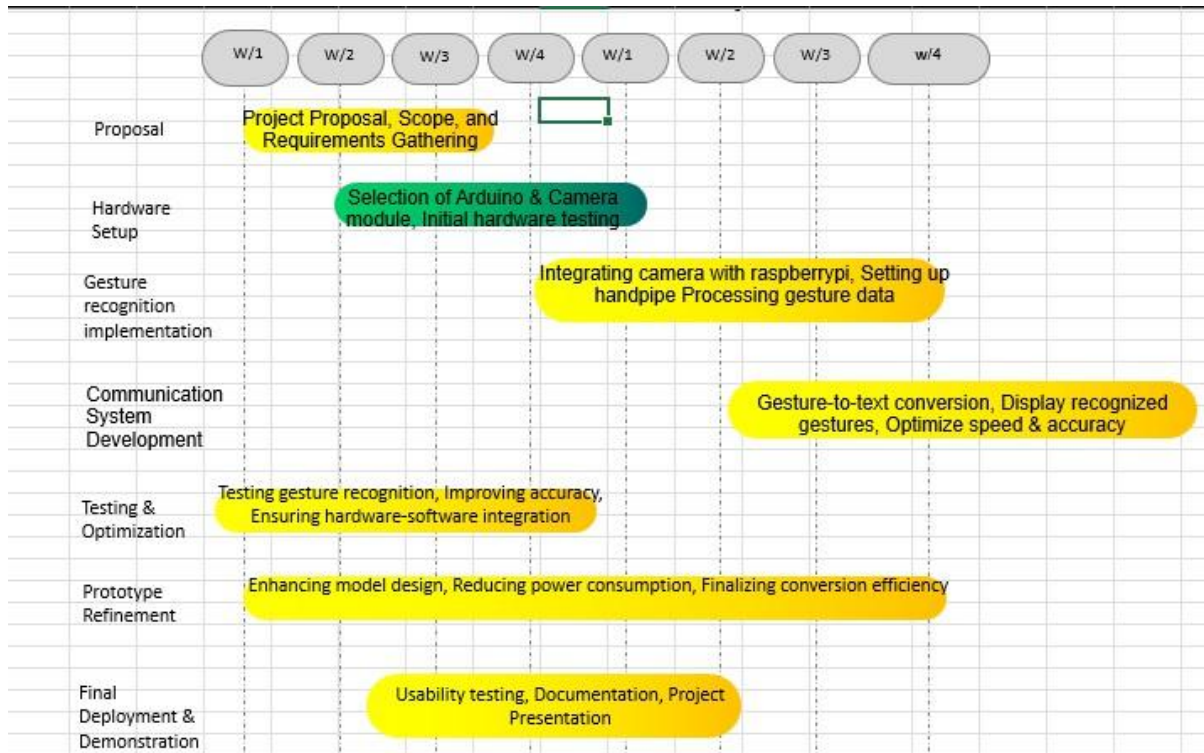 W/1
W/2
W/3
W/4
W/1
W/2
W/3
w/4
Proposal
Project Proposal, Scope, and
Requirements Gathering
Hardware
Setup
Selection of Arduino & Camera
module, Initial hardware testing
Gesture
recognition
implementation
Integrating camera with raspberrypi, Setting up
handpipe Processing gesture data
Communication
System
Development
Gesture-to-text conversion, Display recognized
gestures, Optimize speed & accuracy
Testing &
Optimization
Testing gesture recognition, Improving accuracy,
Ensuring hardware-software integration
Prototype
Refinement
Enhancing model design, Reducing power consumption, Finalizing conversion efficiency
Final
Deployment &
Demonstration
Usability testing, Documentation, Project
Presentation